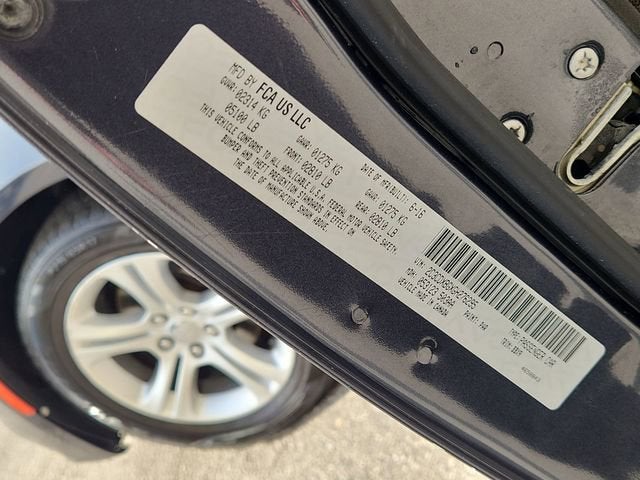 MFD BY FCA US LLC
DATE OF MFR/BUILT: 6-16
GVWR: 02314 KG
05100 LB
GAWR: 01275 KG
FRONT: 02810 LB
GAWR: 01275 KG
REAR: 02810 LB
THIS VEHICLE CONFORMS TO ALL APPLICABLE U.S.A. FEDERAL MOTOR VEHICLE SAFETY,
BUMPER AND THEFT PREVENTION STANDARDS IN EFFECT ON
THE DATE OF MANUFACTURE SHOWN ABOVE.
TYPE: PASSENGER CAR
VEHICLE MADE IN CANADA
PAINT: PAU